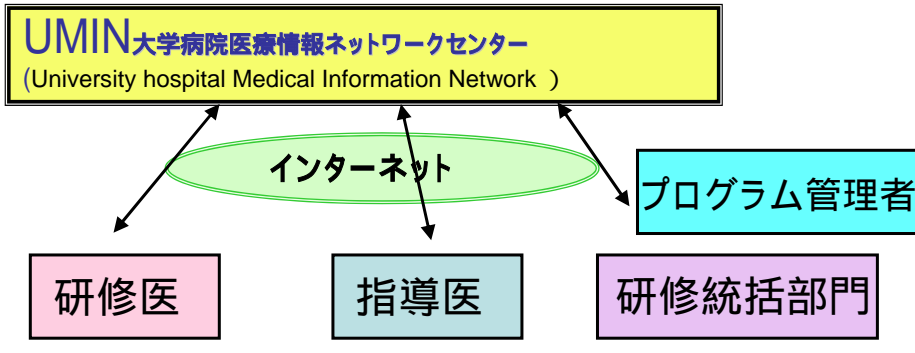 UMIN大学病院医療情報ネットワークセンター
(University hospital Medical Information Network )
インターネット
プログラム管理者
研修医
指導医
研修統括部門